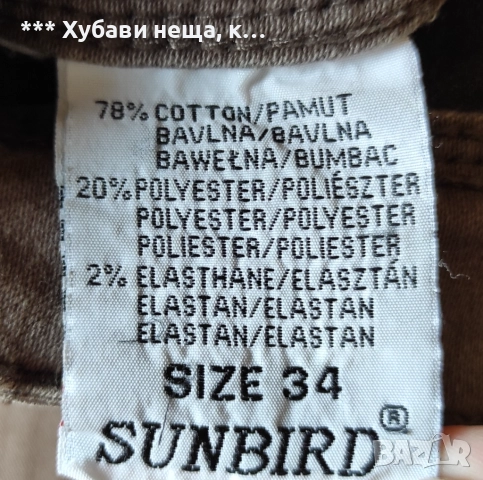 *** Хубави неща, к...
78% COTTON/PAMUT
BAVLNA/BAVLNA
BAWEŁNA/BUMBAC
20% POLYESTER/POLIÉSZTER
POLYESTER/POLYESTER
POLIESTER/POLIESTER
2% ELASTHANE/ELASZTÁN
ELASTAN/ELASTAN
ELASTAN/ELASTAN
SIZE 34
SUNBIRD®
BAZAR